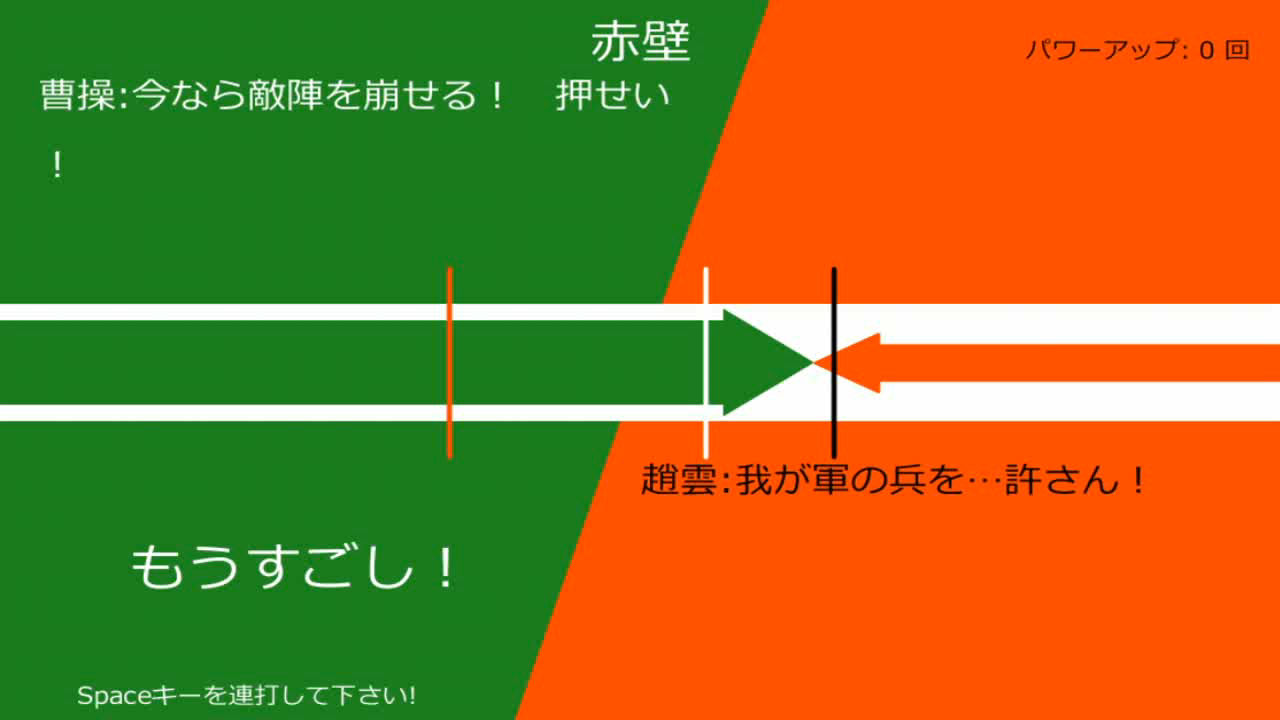 赤壁
パワーアップ: 0 回
曹操:今なら敵陣を崩せる！　押せい
！
趙雲:我が軍の兵を…許さん！
もうすごし！
Spaceキーを連打して下さい!